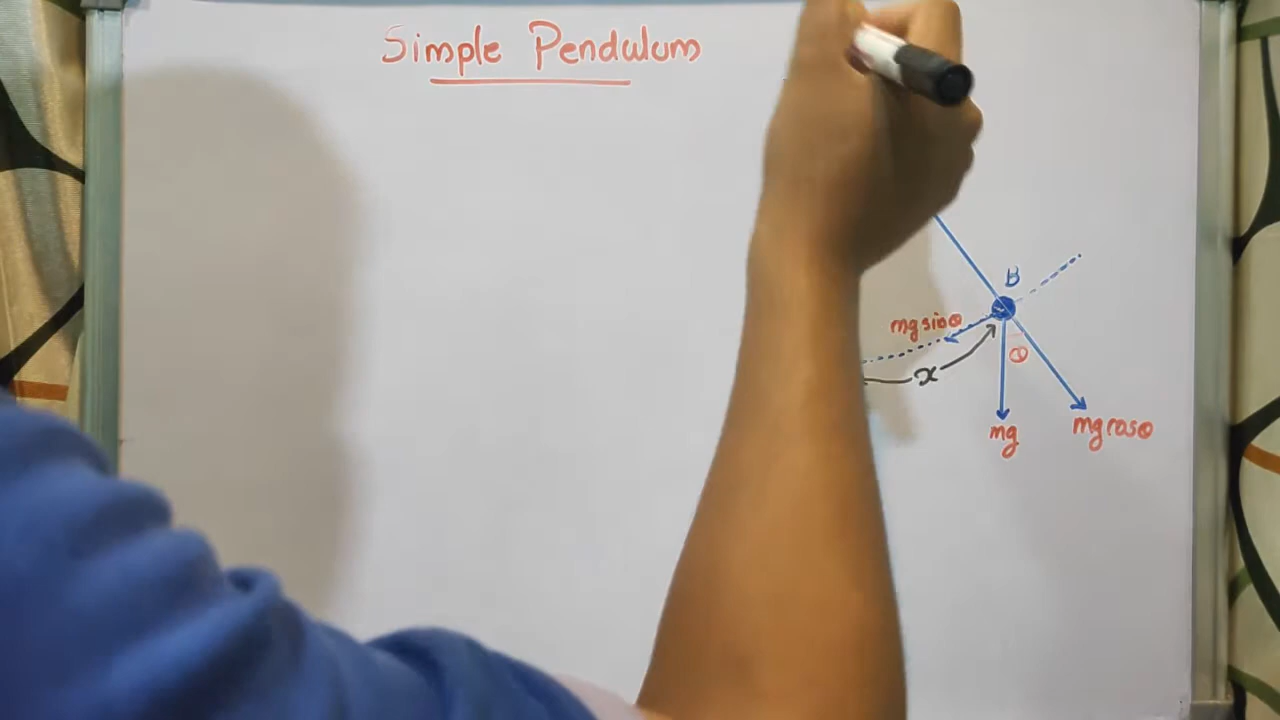 Simple Pendulum
B
mg sinθ
θ
x
mg
mg cosθ